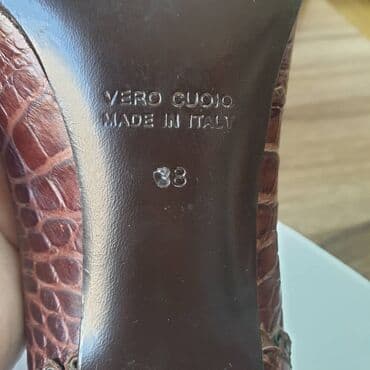 VERO CUOIO
MADE IN ITALY
38